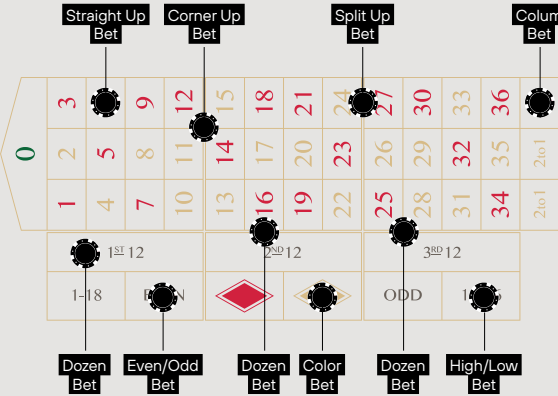 Straight Up
Bet
Corner Up
Bet
Split Up
Bet
Colum
Bet
3 9 12 15 18 21 24 27 30 33 36
0 2 5 8 11 14 17 20 23 26 29 32 35 2to1
1 4 7 10 13 16 19 22 25 28 31 34 2to1
1ST 12
2ND 12
3RD 12
1-18
ODD
Dozen
Bet
Even/Odd
Bet
Dozen
Bet
Color
Bet
Dozen
Bet
High/Low
Bet